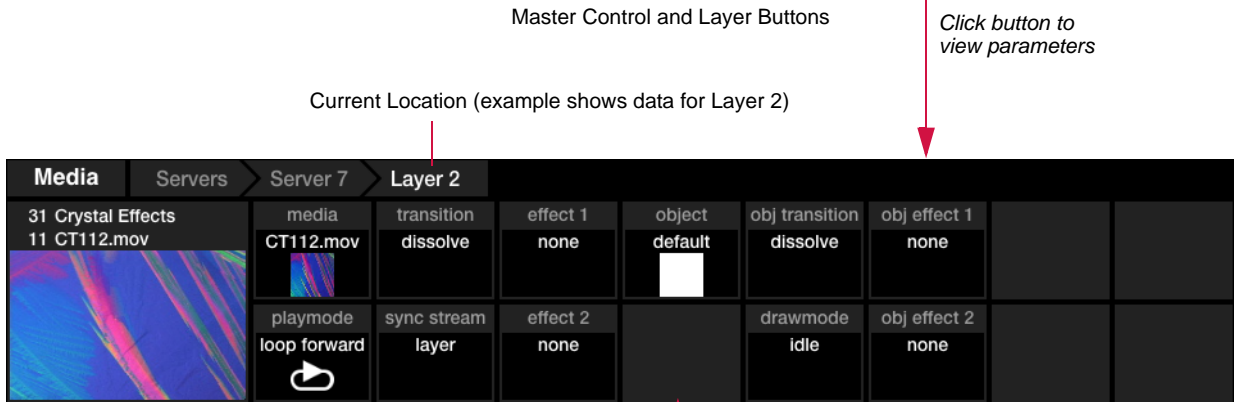 Master Control and Layer Buttons
Click button to
view parameters
Current Location (example shows data for Layer 2)
Media Servers Server 7 Layer 2
31 Crystal Effects
11 CT112.mov
media transition effect 1 object obj transition obj effect 1
CT112.mov dissolve none default dissolve none
playmode sync stream effect 2 drawmode obj effect 2
loop forward layer none idle none